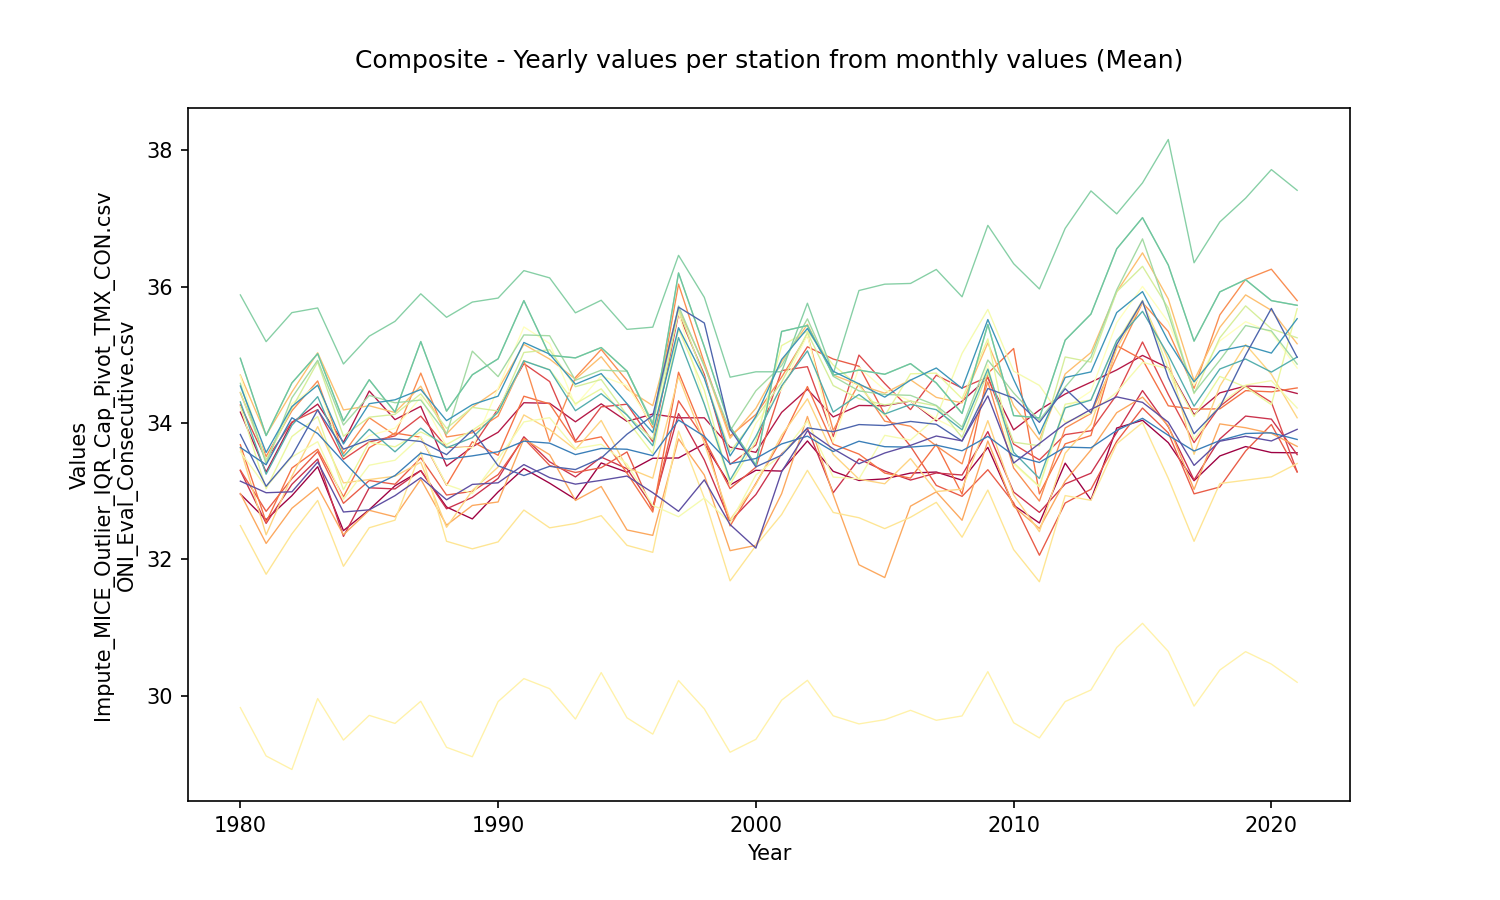 Composite - Yearly values per station from monthly values (Mean)
Values
Impute_MICE_Outlier_IQR_Cap_Pivot_TMX_CON.csv
ONI_Eval_Consecutive.csv
38
36
34
32
30
1980
1990
2000
2010
2020
Year